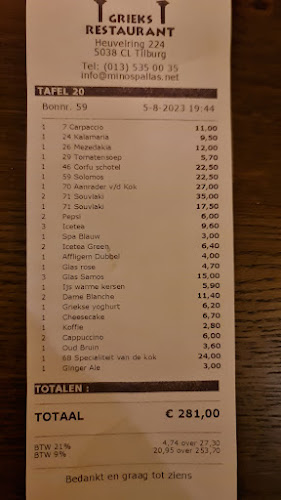 GRIEKS
RESTAURANT
Heuvelring 224
5038 CL Tilburg
Tel: (013) 535 00 35
info@minospallas.net
TAFEL 20
Bonnr. 59 5-8-2023 19:44
1 7 Carpaccio 11,00
1 24 Kalamaria 9,50
1 26 Mezedakia 12,00
1 29 Tomatensoep 5,70
1 46 Corfu schotel 22,50
1 59 Solomos 22,50
1 70 Aanrader v/d Kok 27,00
2 71 Souvlaki 35,00
2 71 Souvlaki 17,50
2 Pepsi 6,00
3 Icetea 9,60
1 Spa Blauw 3,00
2 Icetea Green 6,40
1 Affligem Dubbel 4,00
1 Glas rose 4,70
3 Glas Samos 15,00
1 Ijs warme kersen 5,90
2 Dame Blanche 11,40
1 Griekse yoghurt 6,20
1 Cheesecake 6,70
1 Koffie 2,80
2 Cappuccino 6,00
1 Oud Bruin 3,60
1 68 Specialiteit van de kok 24,00
1 Ginger Ale 3,00
TOTALEN :
TOTAAL € 281,00
BTW 21% 4,74 over 27,30
BTW 9% 20,95 over 253,70
Bedankt en graag tot ziens